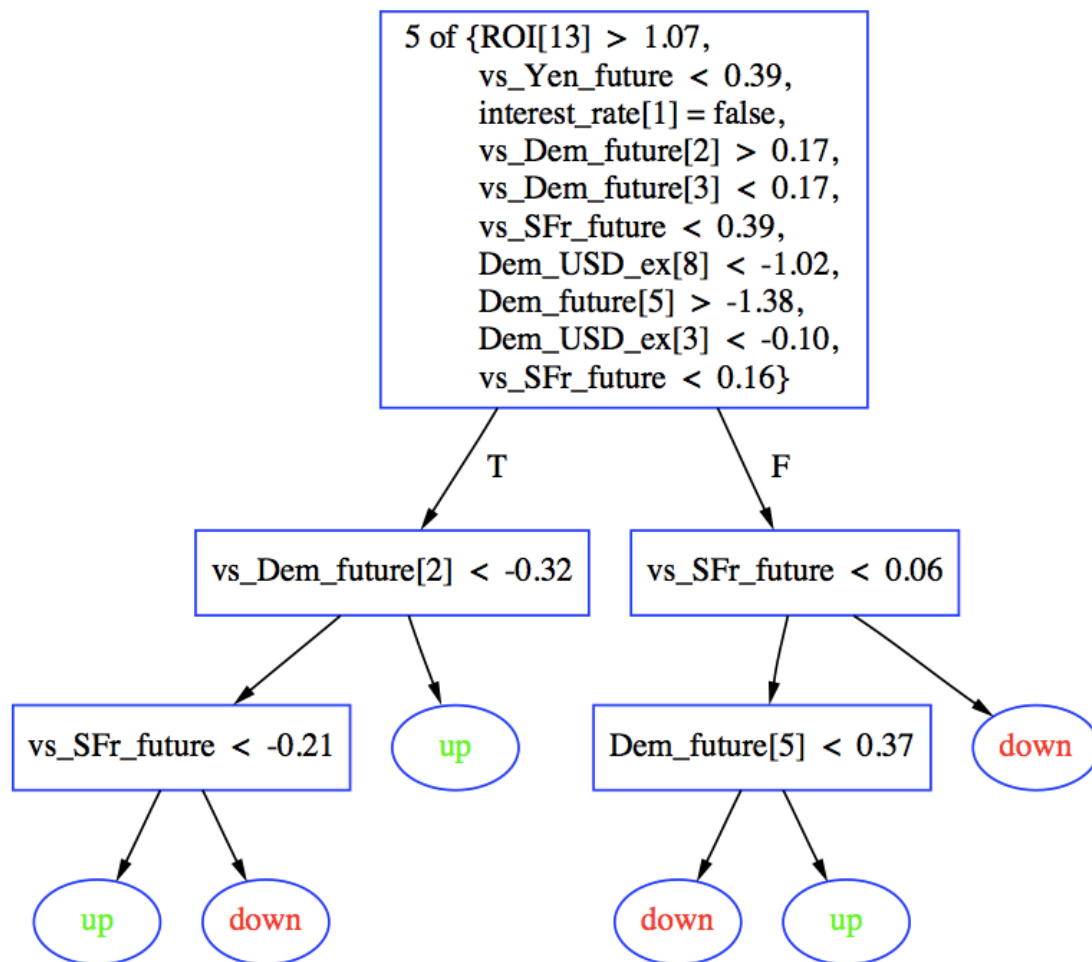 5 of {ROI[13] > 1.07,
vs_Yen_future < 0.39,
interest_rate[1] = false,
vs_Dem_future[2] > 0.17,
vs_Dem_future[3] < 0.17,
vs_SFr_future < 0.39,
Dem_USD_ex[8] < -1.02,
Dem_future[5] > -1.38,
Dem_USD_ex[3] < -0.10,
vs_SFr_future < 0.16}
T
F
vs_Dem_future[2] < -0.32
vs_SFr_future < 0.06
vs_SFr_future < -0.21
up
Dem_future[5] < 0.37
down
up
down
down
up